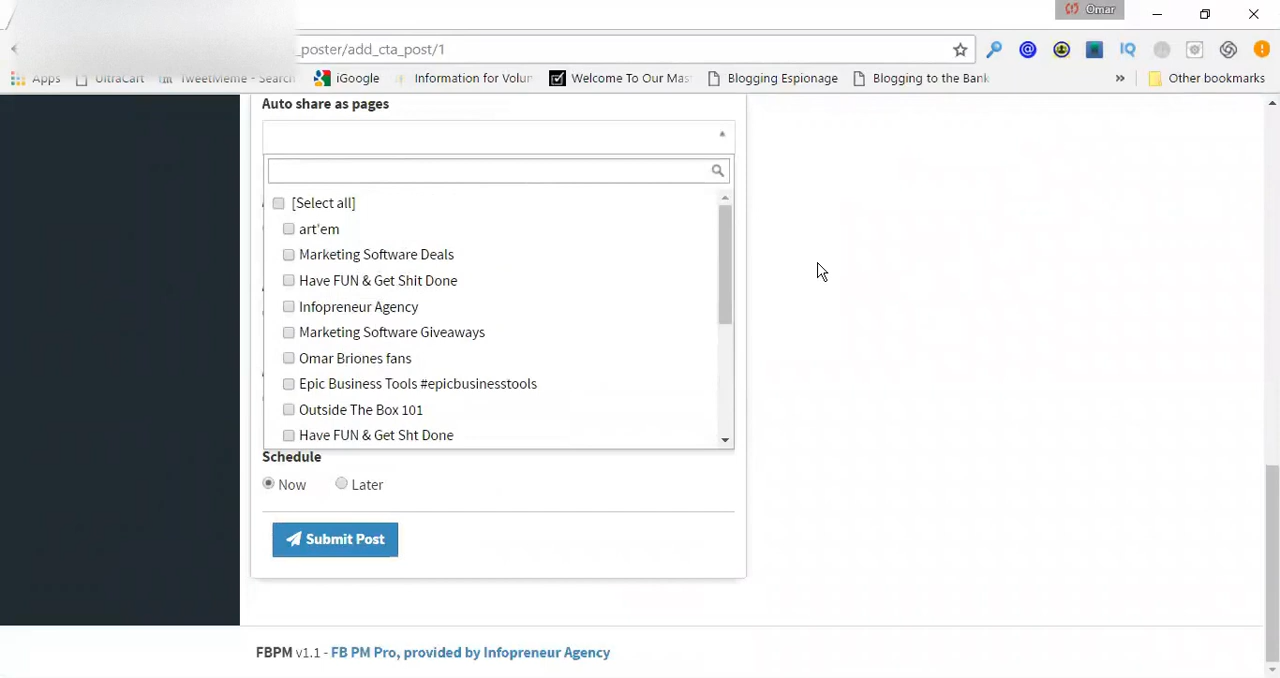 Omar
_poster/add_cta_post/1
Apps UltraCart TweetMeme - Search iGoogle Information for Volun Welcome To Our Mas Blogging Espionage Blogging to the Bank » Other bookmarks
Auto share as pages
[Select all]
art'em
Marketing Software Deals
Have FUN & Get Shit Done
Infopreneur Agency
Marketing Software Giveaways
Omar Briones fans
Epic Business Tools #epicbusinesstools
Outside The Box 101
Have FUN & Get Sht Done
Schedule
Now Later
Submit Post
FBPM v1.1 - FB PM Pro, provided by Infopreneur Agency